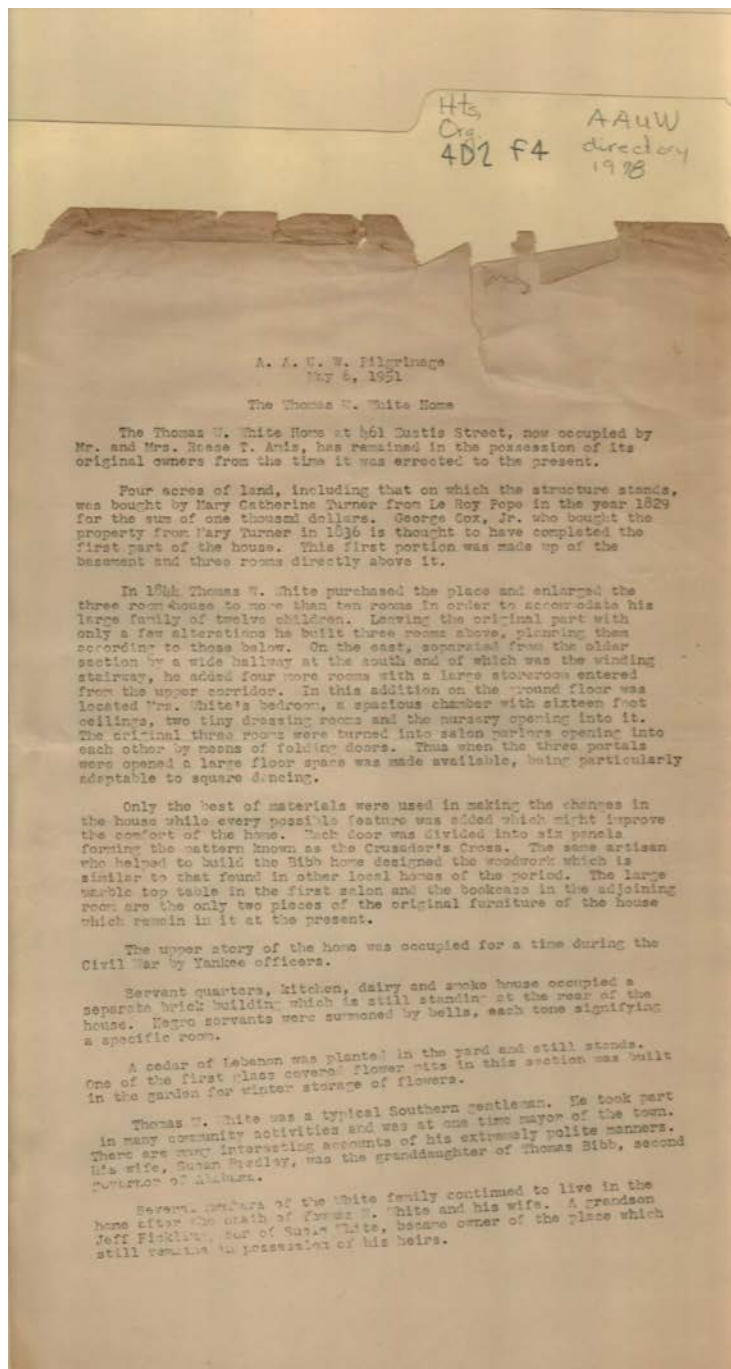 Hts,
Org.
4D2 F4
AAUW
directory
1978
A. A. U. W. Pilgrimage
May 6, 1951
The Thomas W. White Home
The Thomas W. White Home at 461 Eustis Street, now occupied by
Mr. and Mrs. Reese T. Amis, has remained in the possession of its
original owners from the time it was errected to the present.
Four acres of land, including that on which the structure stands,
was bought by Mary Catherine Turner from Le Roy Pope in the year 1829
for the sum of one thousand dollars. George Cox, Jr. who bought the
property from Mary Turner in 1836 is thought to have completed the
first part of the house. This first portion was made up of the
basement and three rooms directly above it.
In 1844 Thomas W. White purchased the place and enlarged the
three room house to more than ten rooms in order to accomodate his
large family of twelve children. Leaving the original part with
only a few alterations he built three rooms above, planning them
according to those below. On the east, separated from the older
section by a wide hallway at the south end of which was the winding
stairway, he added four more rooms with a large storeroom entered
from the upper corridor. In this addition on the ground floor was
located Mrs. White's bedroom, a spacious chamber with sixteen foot
ceilings, two tiny dressing rooms and the nursery opening into it.
The original three rooms were turned into salon parlors opening into
each other by means of folding doors. Thus when the three portals
were opened a large floor space was made available, being particularly
adaptable to square dancing.
Only the best of materials were used in making the changes in
the house while every possible feature was added which might improve
the comfort of the home. Each door was divided into six panels
forming the pattern known as the Crusader's Cross. The same artisan
who helped to build the Bibb home designed the woodwork which is
similar to that found in other local homes of the period. The large
marble top table in the first salon and the bookcase in the adjoining
room are the only two pieces of the original furniture of the house
which remain in it at the present.
The upper story of the home was occupied for a time during the
Civil War by Yankee officers.
Servant quarters, kitchen, dairy and smoke house occupied a
separate brick building which is still standing at the rear of the
house. Negro servants were summoned by bells, each tone signifying
a specific room.
A cedar of Lebanon was planted in the yard and still stands.
One of the first glass covered flower pits in this section was built
in the garden for winter storage of flowers.
Thomas W. White was a typical Southern gentleman. He took part
in many community activities and was at one time mayor of the town.
There are many interesting accounts of his extremely polite manners.
His wife, Susan Bradley, was the granddaughter of Thomas Bibb, second
governor of Alabama.
Several members of the White family continued to live in the
home after the death of Thomas W. White and his wife. A grandson
Jeff Fickling, son of Susie White, became owner of the place which
still remains in possession of his heirs.